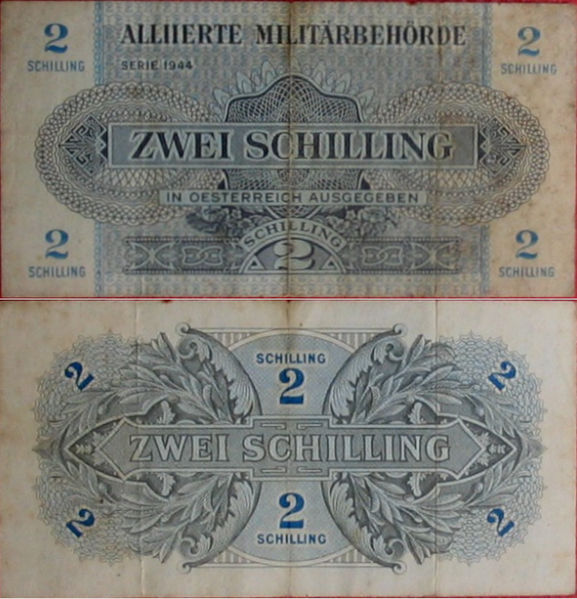 2 ALLIIERTE MILITÄRBEHÖRDE 2
SCHILLING SERIE 1944 SCHILLING
ZWEI SCHILLING
IN OESTERREICH AUSGEGEBEN
2 SCHILLING 2
SCHILLING 2 SCHILLING
SCHILLING
2 2 2
ZWEI SCHILLING
2 2 2
SCHILLING